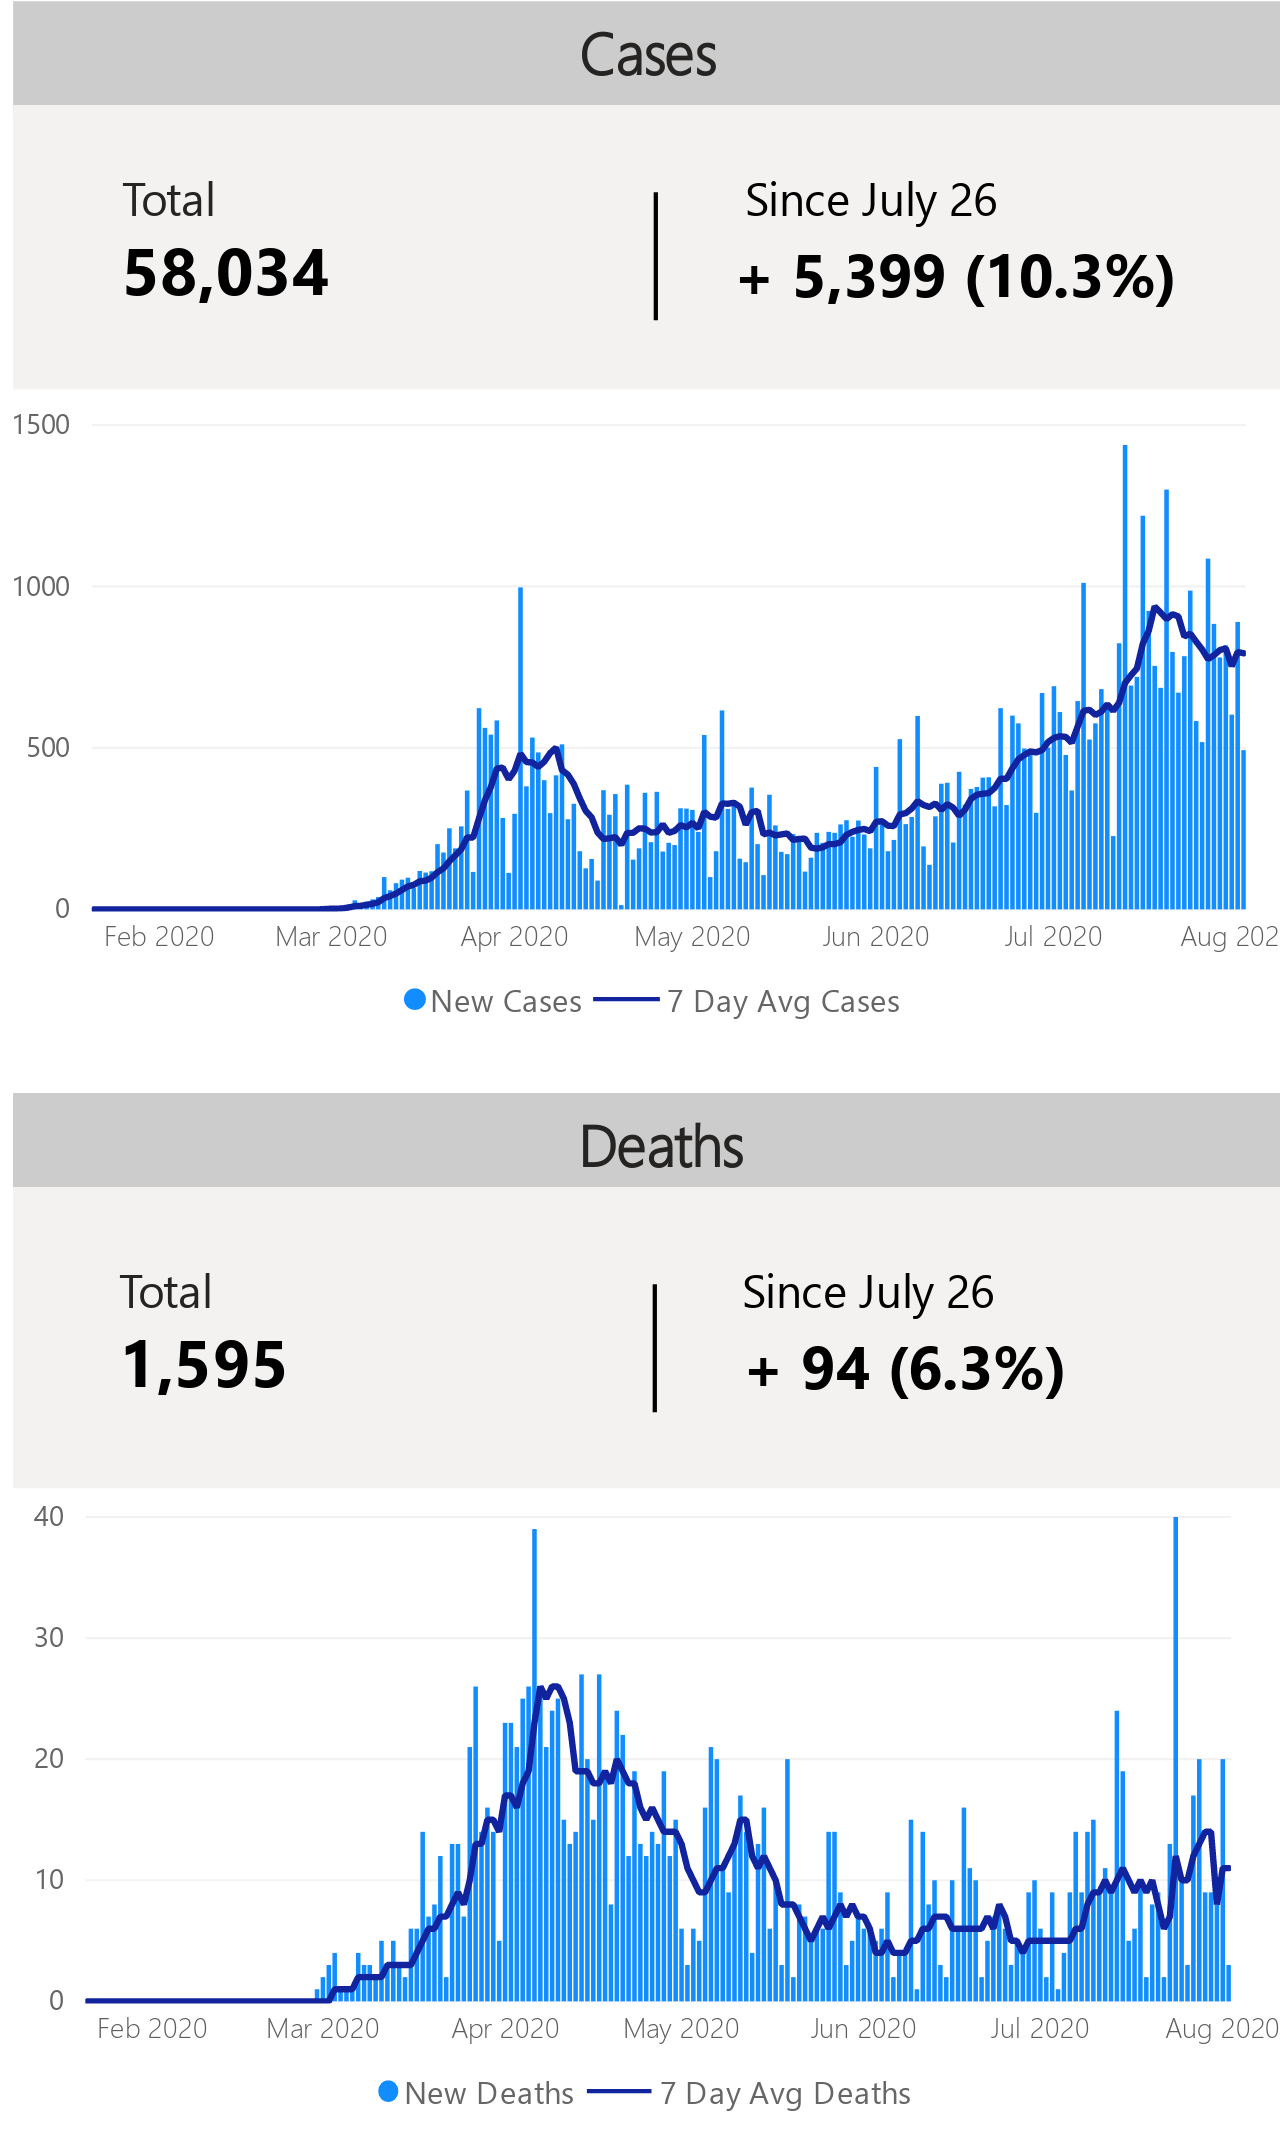 Cases
Total
Since July 26
58,034
+ 5,399 (10.3%)
1500
1000
500
0
Feb 2020 Mar 2020 Apr 2020 May 2020 Jun 2020 Jul 2020 Aug 202
New Cases 7 Day Avg Cases
Deaths
Total
Since July 26
1,595
+ 94 (6.3%)
40
30
20
10
0
Feb 2020 Mar 2020 Apr 2020 May 2020 Jun 2020 Jul 2020 Aug 2020
New Deaths 7 Day Avg Deaths